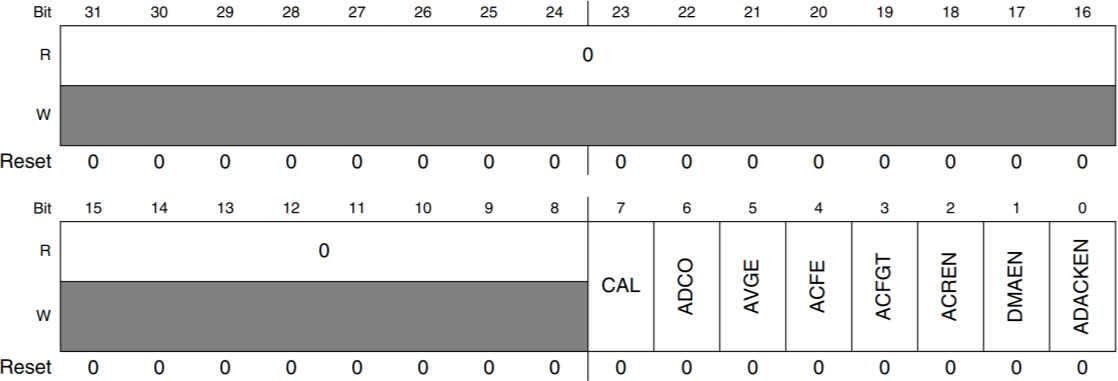 Bit 31 30 29 28 27 26 25 24 23 22 21 20 19 18 17 16
R 0
W
Reset 0 0 0 0 0 0 0 0 0 0 0 0 0 0 0 0
Bit 15 14 13 12 11 10 9 8 7 6 5 4 3 2 1 0
R 0 CAL ADCO AVGE ACFE ACFGT ACREN DMAEN ADACKEN
W
Reset 0 0 0 0 0 0 0 0 0 0 0 0 0 0 0 0